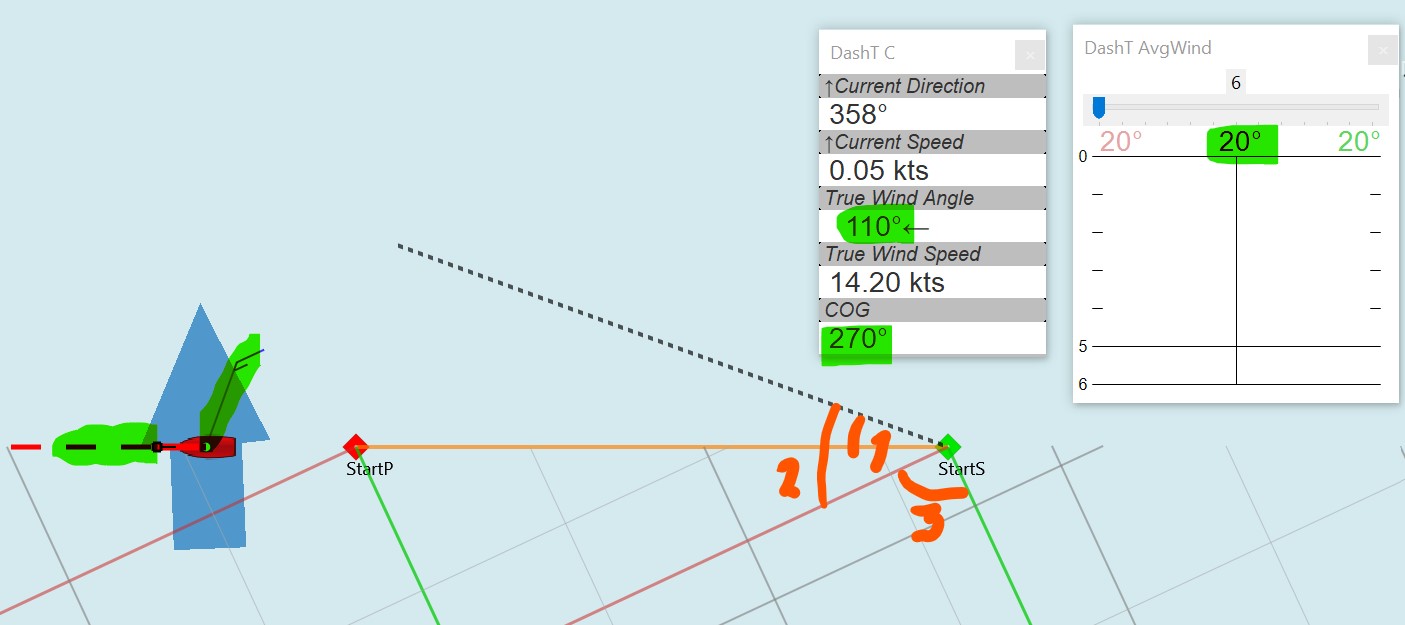 DashT C
↑Current Direction
358°
↑Current Speed
0.05 kts
True Wind Angle
110°←
True Wind Speed
14.20 kts
COG
270°
DashT AvgWind
6
20° 20° 20°
0
5
6
StartP
StartS
1
2
3